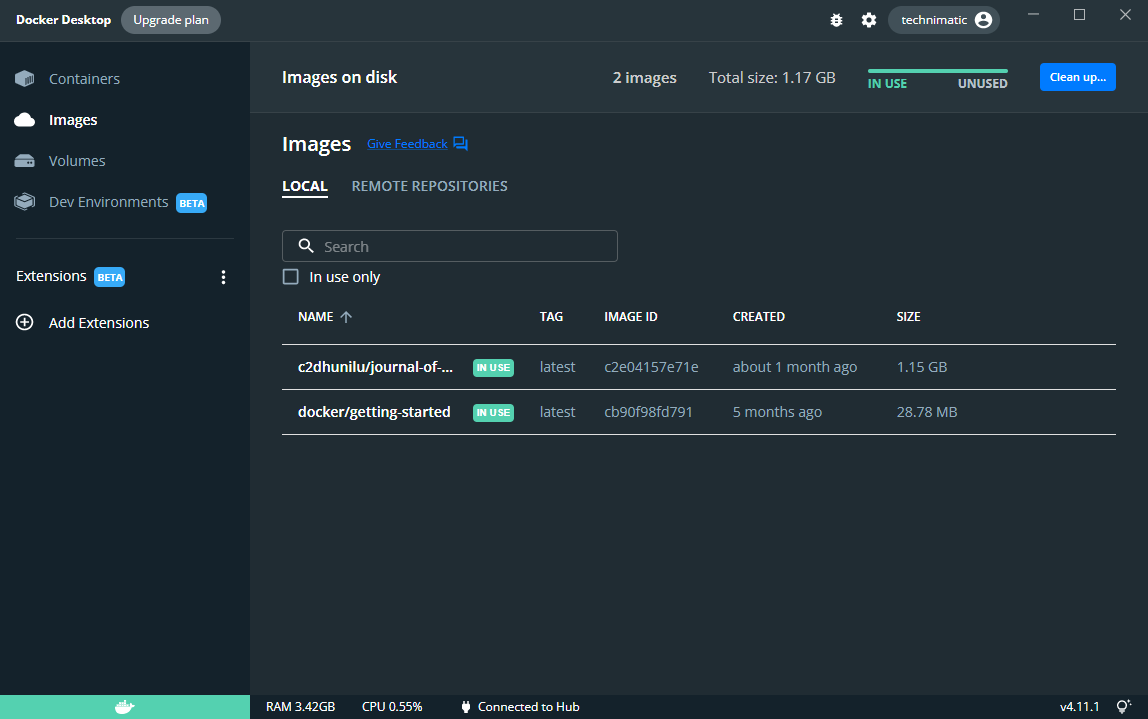 Docker Desktop Upgrade plan technimatic
Containers
Images
Volumes
Dev Environments BETA
Extensions BETA
Add Extensions
Images on disk 2 images Total size: 1.17 GB IN USE UNUSED Clean up...
Images Give Feedback
LOCAL REMOTE REPOSITORIES
Search
In use only
NAME TAG IMAGE ID CREATED SIZE
c2dhunilu/journal-of-... IN USE latest c2e04157e71e about 1 month ago 1.15 GB
docker/getting-started IN USE latest cb90f98fd791 5 months ago 28.78 MB
RAM 3.42GB CPU 0.55% Connected to Hub v4.11.1